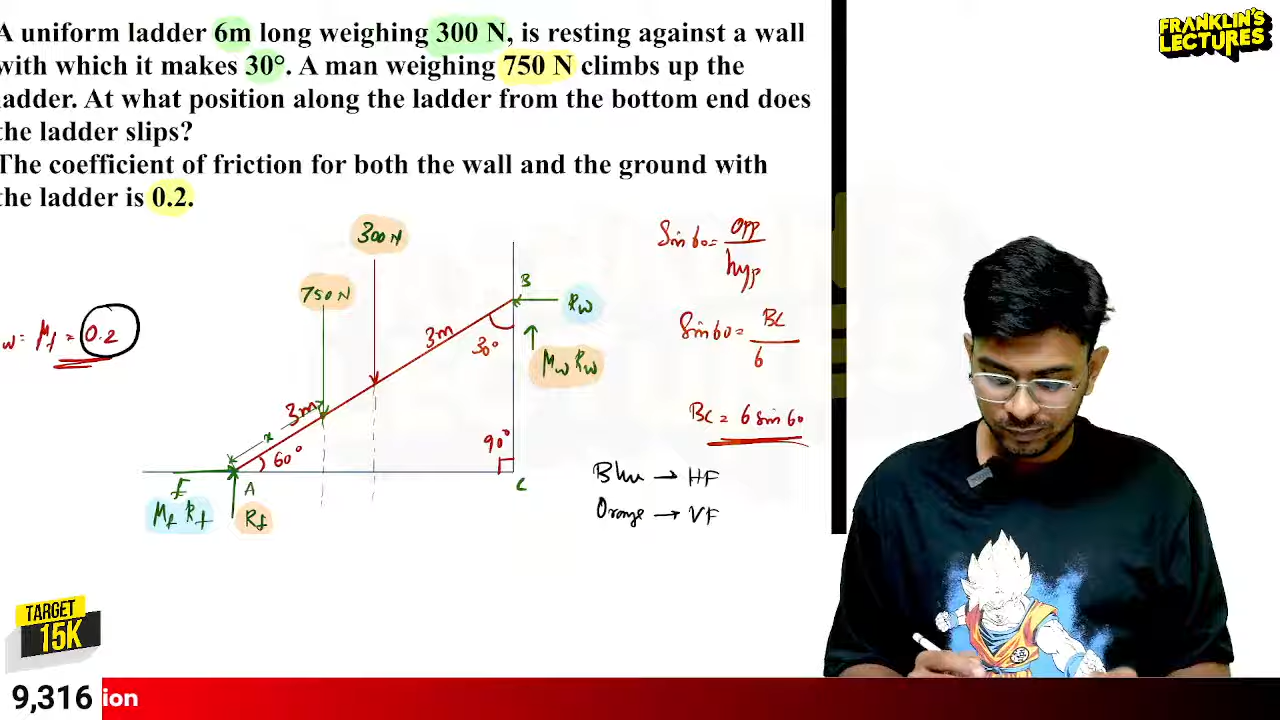 A uniform ladder 6m long weighing 300 N, is resting against a wall
with which it makes 30°. A man weighing 750 N climbs up the
ladder. At what position along the ladder from the bottom end does
the ladder slips?
The coefficient of friction for both the wall and the ground with
the ladder is 0.2.
FRANKLIN'S
LECTURES
300 N
750 N
B
Rw
3m
30°
μw Rw
w = μf = 0.2
3m
x
60°
90°
A
C
μf Rf
Rf
Sin 60 = opp
hyp
Sin 60 = BC
6
BC = 6 sin 60
Blue → HF
Orange → VF
TARGET
15K
9,316
ion